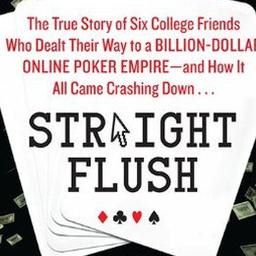 The True Story of Six College Friends
Who Dealt Their Way to a BILLION-DOLLAR
ONLINE POKER EMPIRE—and How It
All Came Crashing Down . . .
STRAIGHT
FLUSH